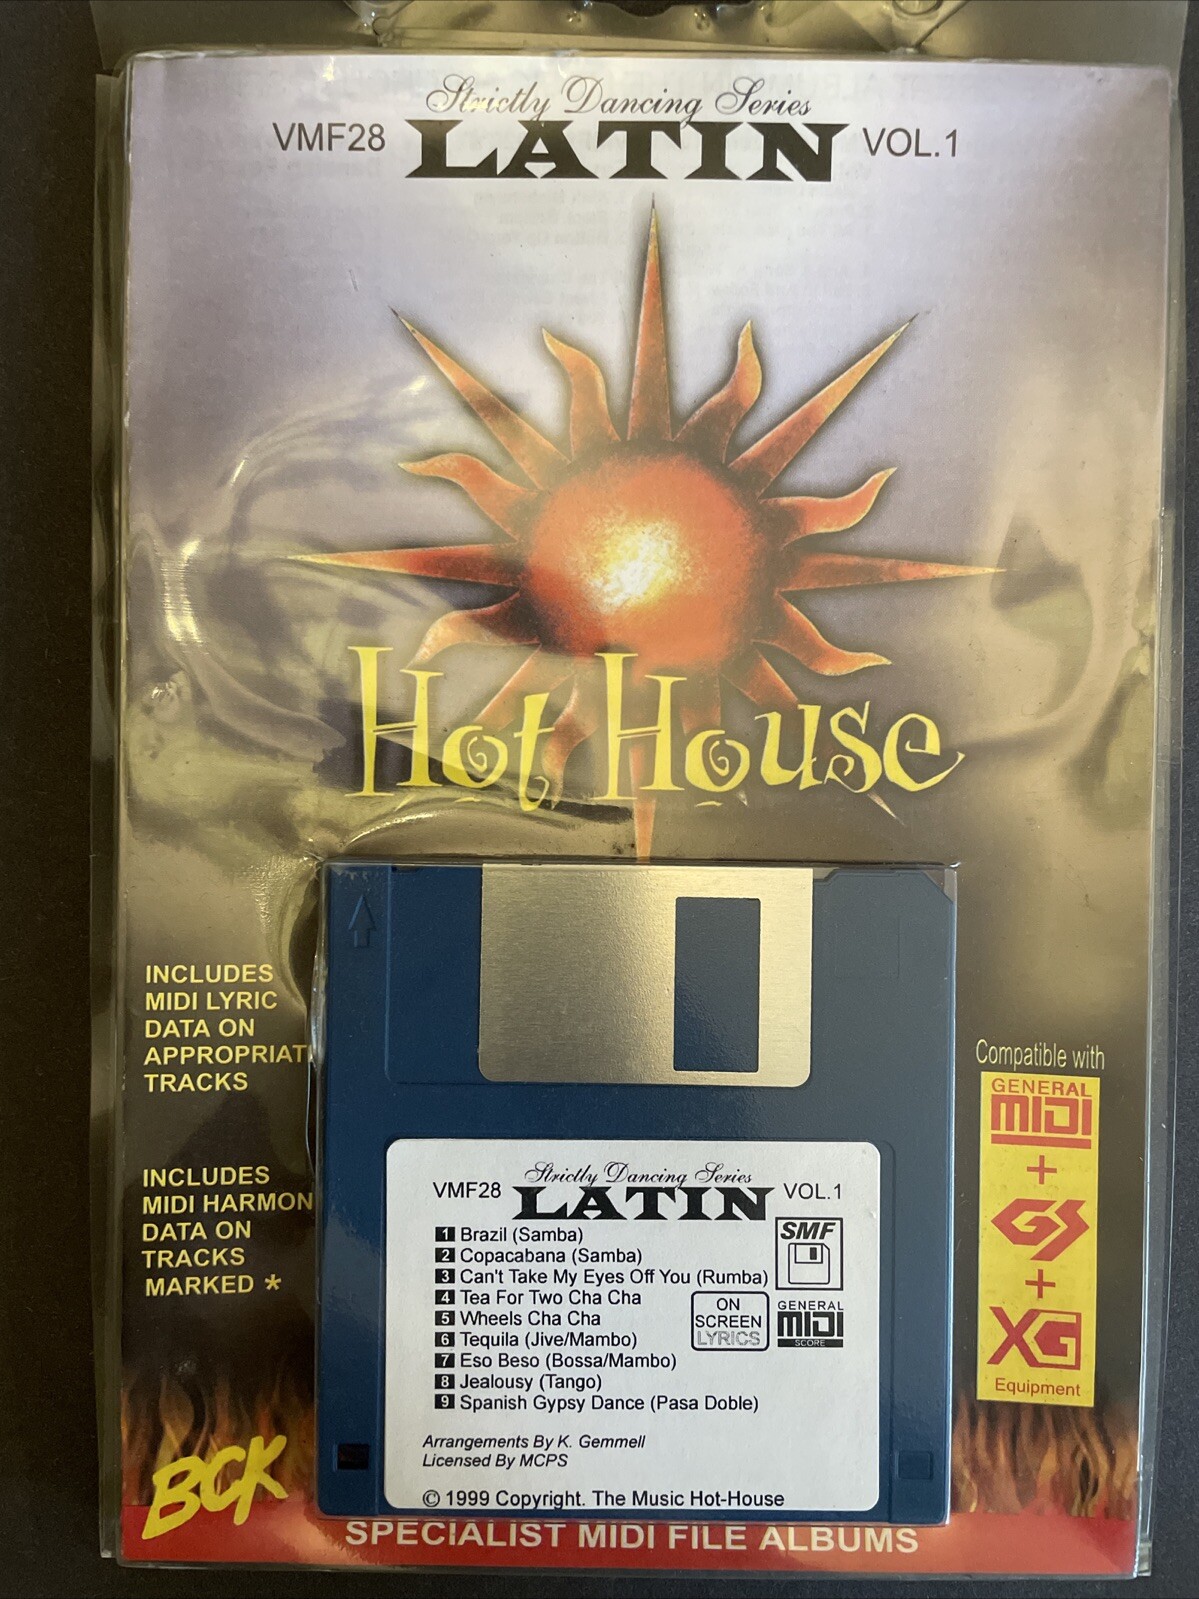 Strictly Dancing Series
VMF28 LATIN VOL.1
Hot House
INCLUDES
MIDI LYRIC
DATA ON
APPROPRIAT
TRACKS
INCLUDES
MIDI HARMON
DATA ON
TRACKS
MARKED *
Compatible with
GENERAL
MIDI
+
GS
+
XG
Equipment
Strictly Dancing Series
VMF28 LATIN VOL.1
1 Brazil (Samba)
2 Copacabana (Samba)
3 Can't Take My Eyes Off You (Rumba)
4 Tea For Two Cha Cha
5 Wheels Cha Cha
6 Tequila (Jive/Mambo)
7 Eso Beso (Bossa/Mambo)
8 Jealousy (Tango)
9 Spanish Gypsy Dance (Pasa Doble)
SMF
ON
SCREEN
LYRICS
GENERAL
MIDI
SCORE
Arrangements By K. Gemmell
Licensed By MCPS
© 1999 Copyright. The Music Hot-House
BCK
SPECIALIST MIDI FILE ALBUMS